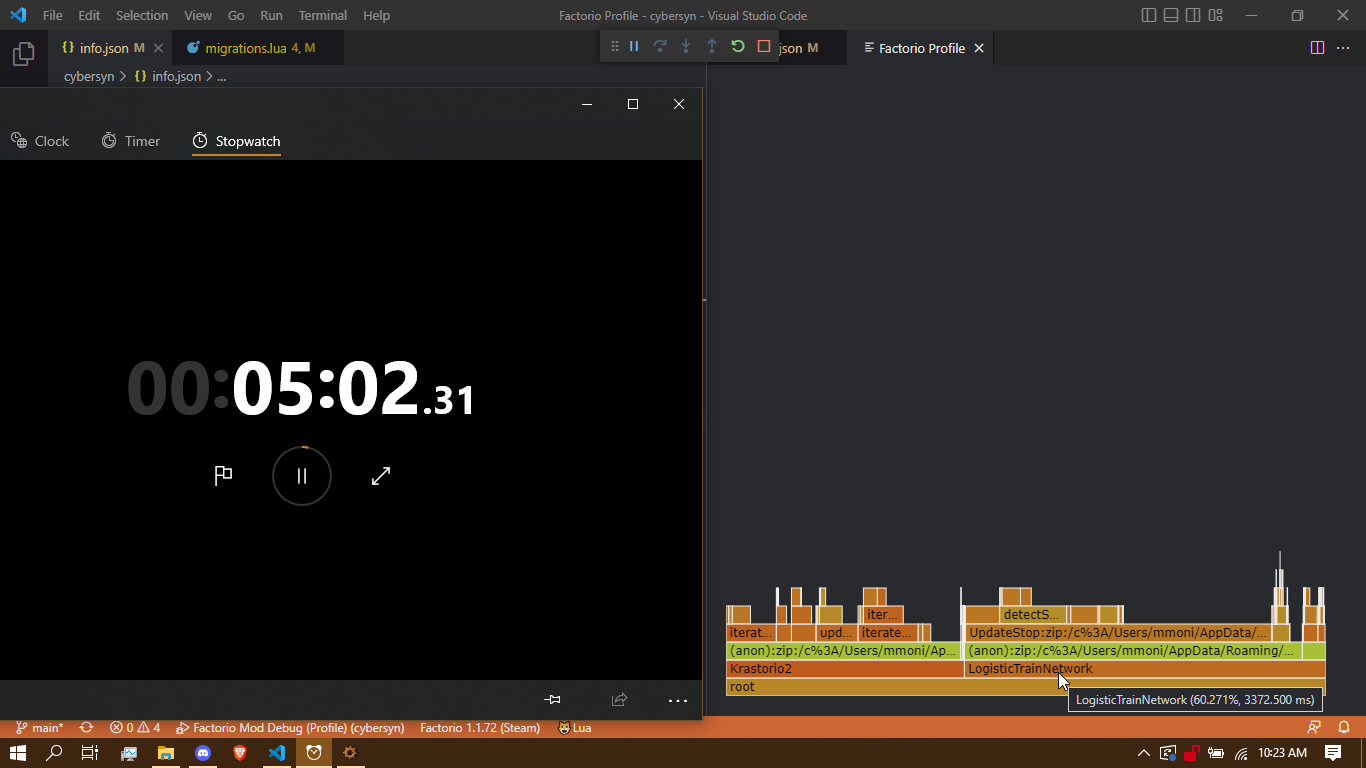 File Edit Selection View Go Run Terminal Help Factorio Profile - cybersyn - Visual Studio Code
{} info.json M migrations.lua 4, M json M Factorio Profile
cybersyn > {} info.json > ...
Clock Timer Stopwatch
00:05:02.31
detectS...
iter...
iterat... upd... iterate... UpdateStop:zip:/c%3A/Users/mmoni/AppData/...
(anon):zip:/c%3A/Users/mmoni/Ap... (anon):zip:/c%3A/Users/mmoni/AppData/Roaming/...
Krastorio2 LogisticTrainNetwork
root
LogisticTrainNetwork (60.271%, 3372.500 ms)
main* 0 4 Factorio Mod Debug (Profile) (cybersyn) Factorio 1.1.72 (Steam) Lua
10:23 AM